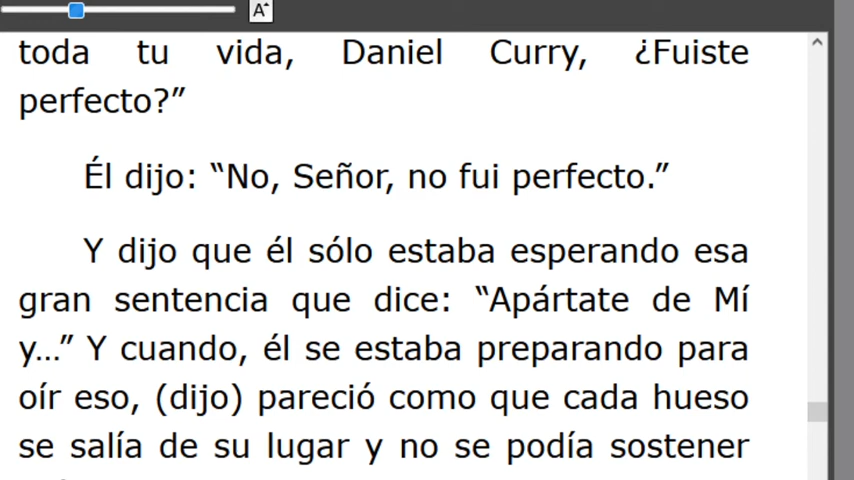 A
toda tu vida, Daniel Curry, ¿Fuiste
perfecto?”
Él dijo: “No, Señor, no fui perfecto.”
Y dijo que él sólo estaba esperando esa
gran sentencia que dice: “Apártate de Mí
y…” Y cuando, él se estaba preparando para
oír eso, (dijo) pareció como que cada hueso
se salía de su lugar y no se podía sostener